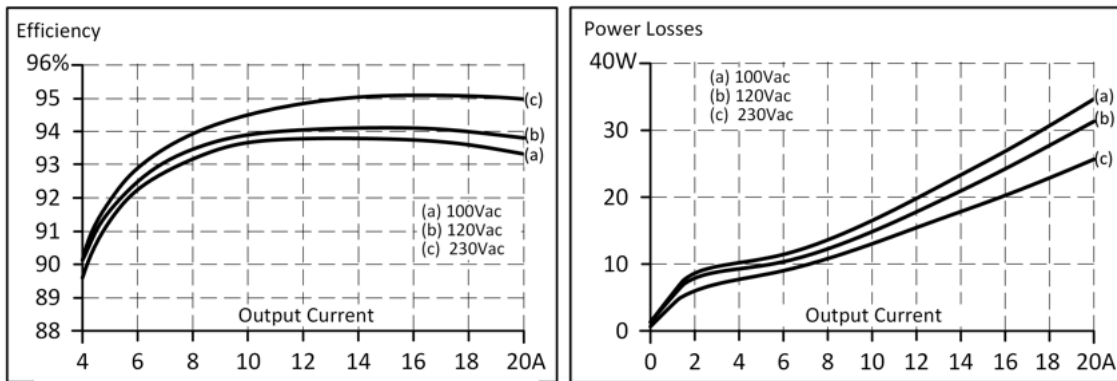 Efficiency
96%
95
94
93
92
91
90
89
88
(c)
(b)
(a)
(a) 100Vac
(b) 120Vac
(c) 230Vac
Output Current
4 6 8 10 12 14 16 18 20A
Power Losses
40W
30
20
10
0
(a) 100Vac
(b) 120Vac
(c) 230Vac
(a)
(b)
(c)
Output Current
0 2 4 6 8 10 12 14 16 18 20A